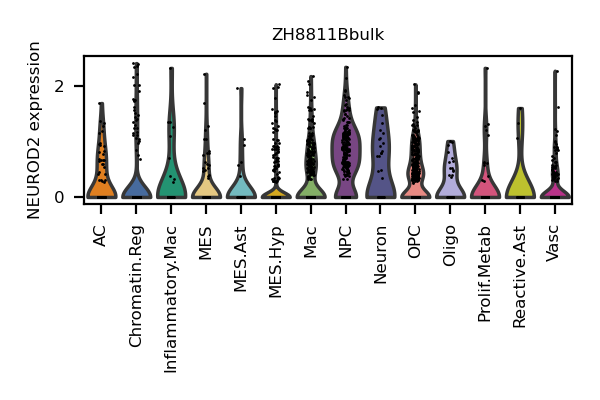 ZH8811Bbulk
NEUROD2 expression
2
0
AC
Chromatin.Reg
Inflammatory.Mac
MES
MES.Ast
MES.Hyp
Mac
NPC
Neuron
OPC
Oligo
Prolif.Metab
Reactive.Ast
Vasc